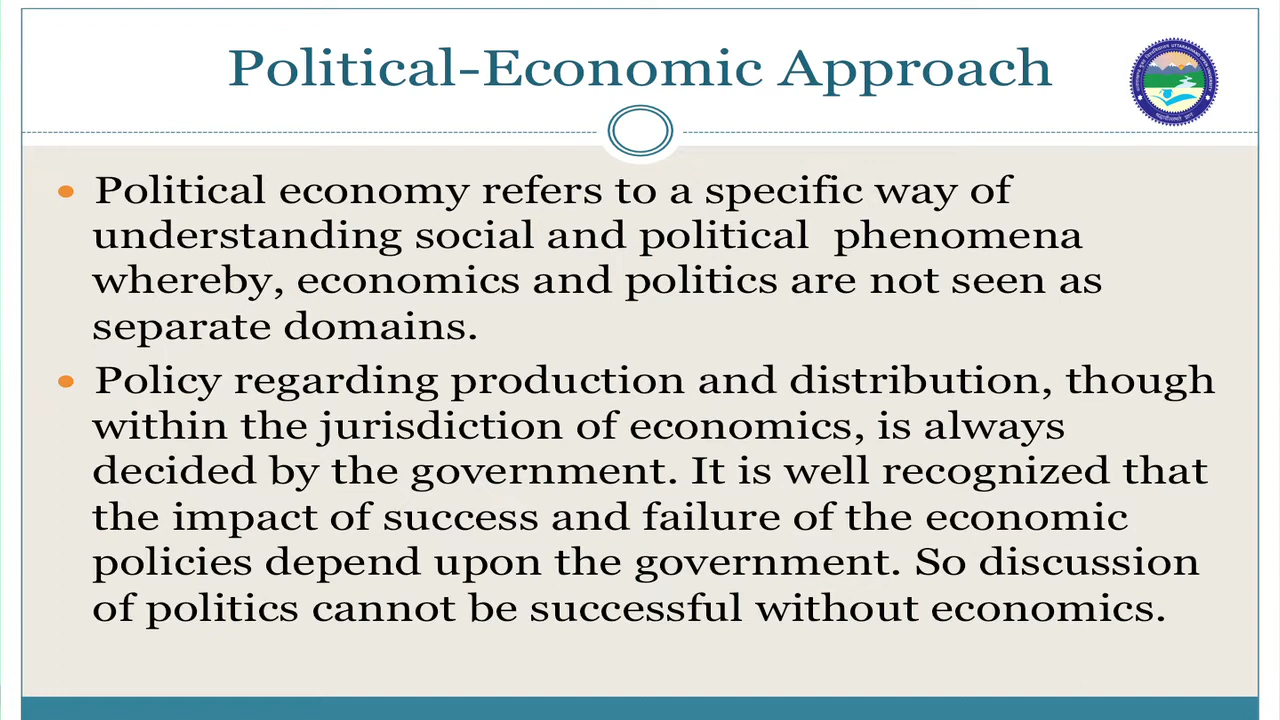 Political-Economic Approach
• Political economy refers to a specific way of
understanding social and political phenomena
whereby, economics and politics are not seen as
separate domains.
• Policy regarding production and distribution, though
within the jurisdiction of economics, is always
decided by the government. It is well recognized that
the impact of success and failure of the economic
policies depend upon the government. So discussion
of politics cannot be successful without economics.